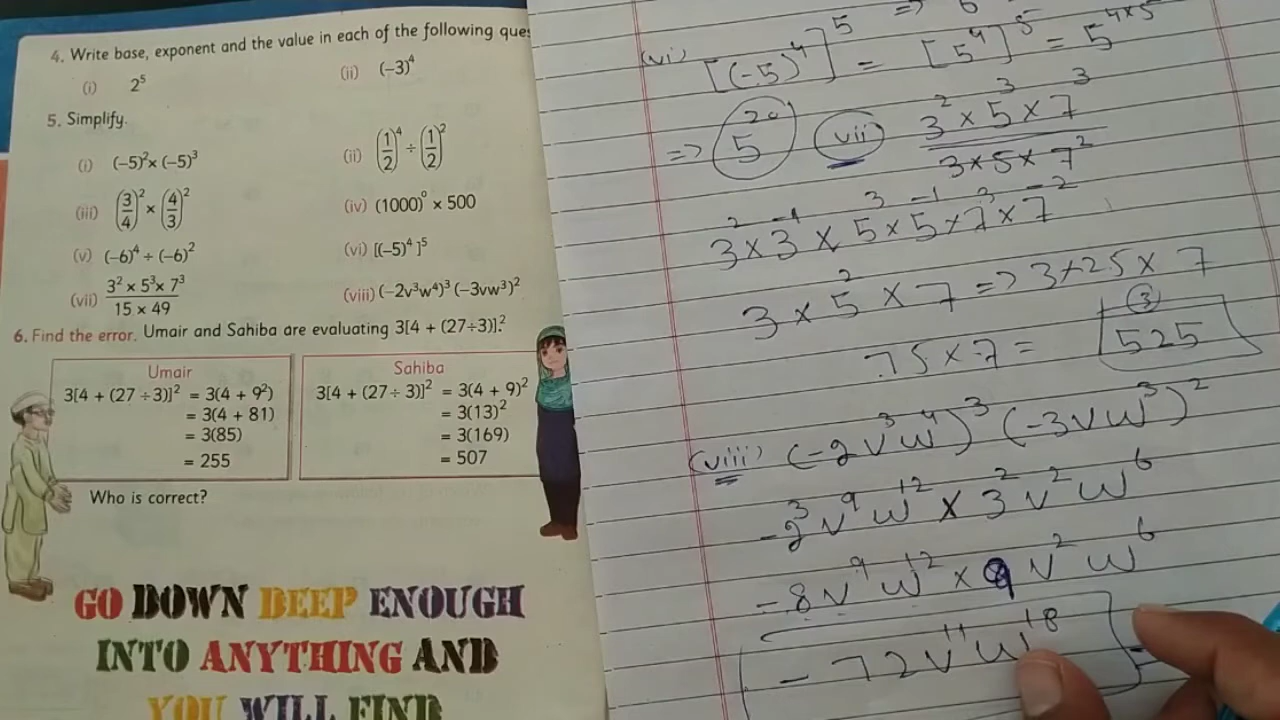 4. Write base, exponent and the value in each of the following ques
(i) 2⁵ (ii) (−3)⁴
5. Simplify.
(i) (−5)²×(−5)³ (ii) (1/2)⁴ ÷ (1/2)²
(iii) (3/4)² × (4/3)² (iv) (1000)⁰ × 500
(v) (−6)⁴ ÷ (−6)² (vi) [(−5)⁴]⁵
(vii) 3² × 5³ × 7³ / 15 × 49 (viii) (−2v³w⁴)³ (−3vw³)²
6. Find the error. Umair and Sahiba are evaluating 3[4 + (27÷3)]².
Umair
3[4 + (27 ÷3)]² = 3(4 + 9²)
= 3(4 + 81)
= 3(85)
= 255
Sahiba
3[4 + (27 ÷ 3)]² = 3(4 + 9)²
= 3(13)²
= 3(169)
= 507
Who is correct?
GO DOWN DEEP ENOUGH
INTO ANYTHING AND
YOU WILL FIND
=> 6
(vi) [(-5)⁴]⁵ = [5⁴]⁵ = 5⁴ˣ⁵
=> 5²⁰ (vii) 3² × 5³ × 7³ / 3×5×7²
3² × 3⁻¹ × 5³ × 5⁻¹ × 7³ × 7⁻²
3 × 5² × 7 => 3×25×7
75×7 = 525
③
(viii) (-2v³w⁴)³ (-3vw³)²
-2³v⁹w¹² × 3²v²w⁶
-8v⁹w¹² × 9v²w⁶
-72v¹¹w¹⁸